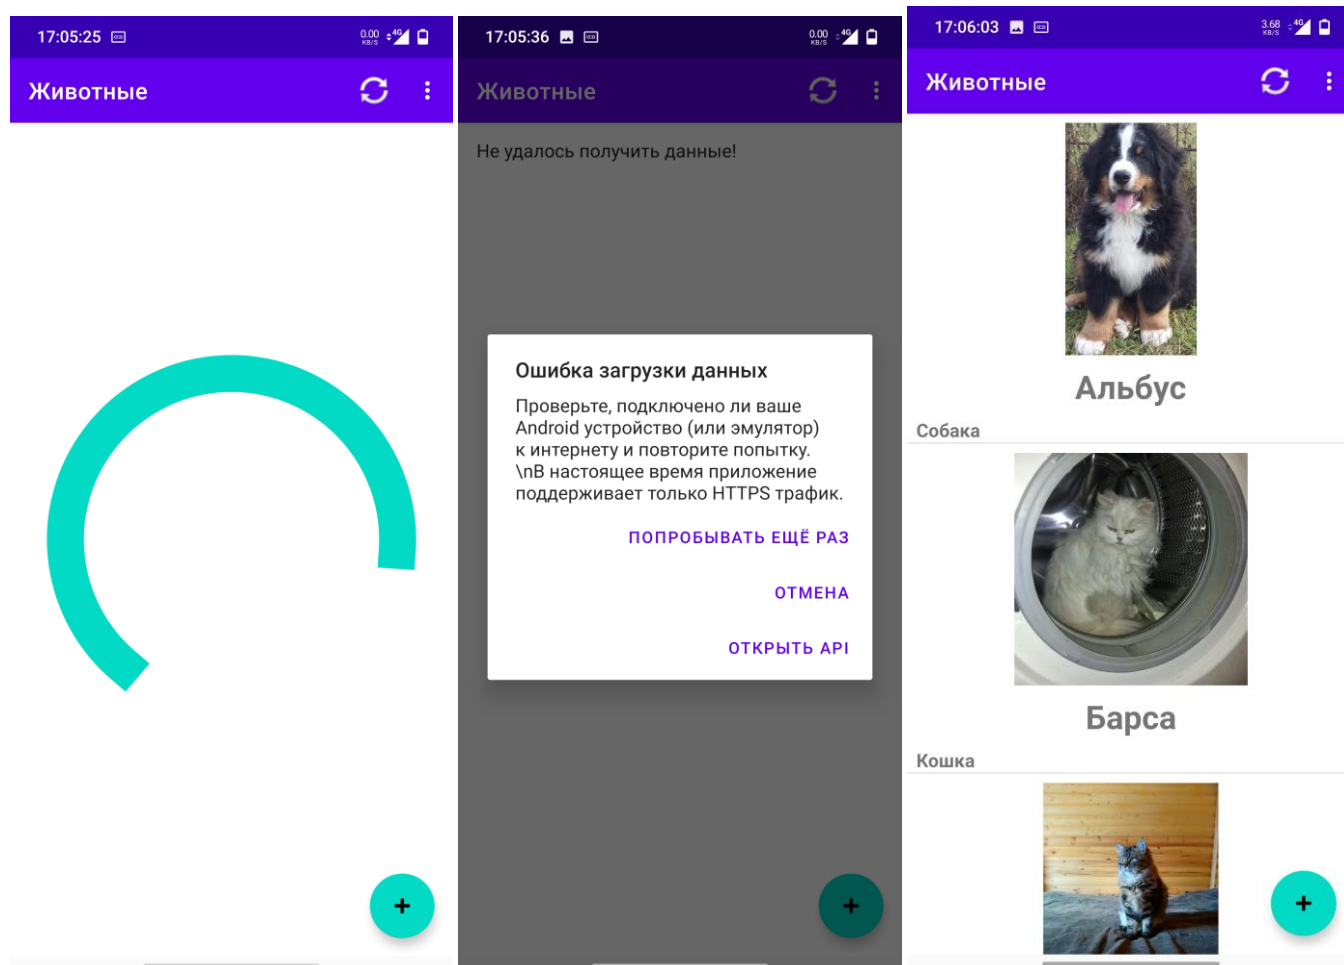 17:05:25
0.00 4G
KB/S
Животные
+
17:05:36
0.00 4G
KB/S
Животные
Не удалось получить данные!
Ошибка загрузки данных
Проверьте, подключено ли ваше
Android устройство (или эмулятор)
к интернету и повторите попытку.
\nВ настоящее время приложение
поддерживает только HTTPS трафик.
ПОПРОБЫВАТЬ ЕЩЁ РАЗ
ОТМЕНА
ОТКРЫТЬ API
+
17:06:03
3.68 4G
KB/S
Животные
Альбус
Собака
Барса
Кошка
+